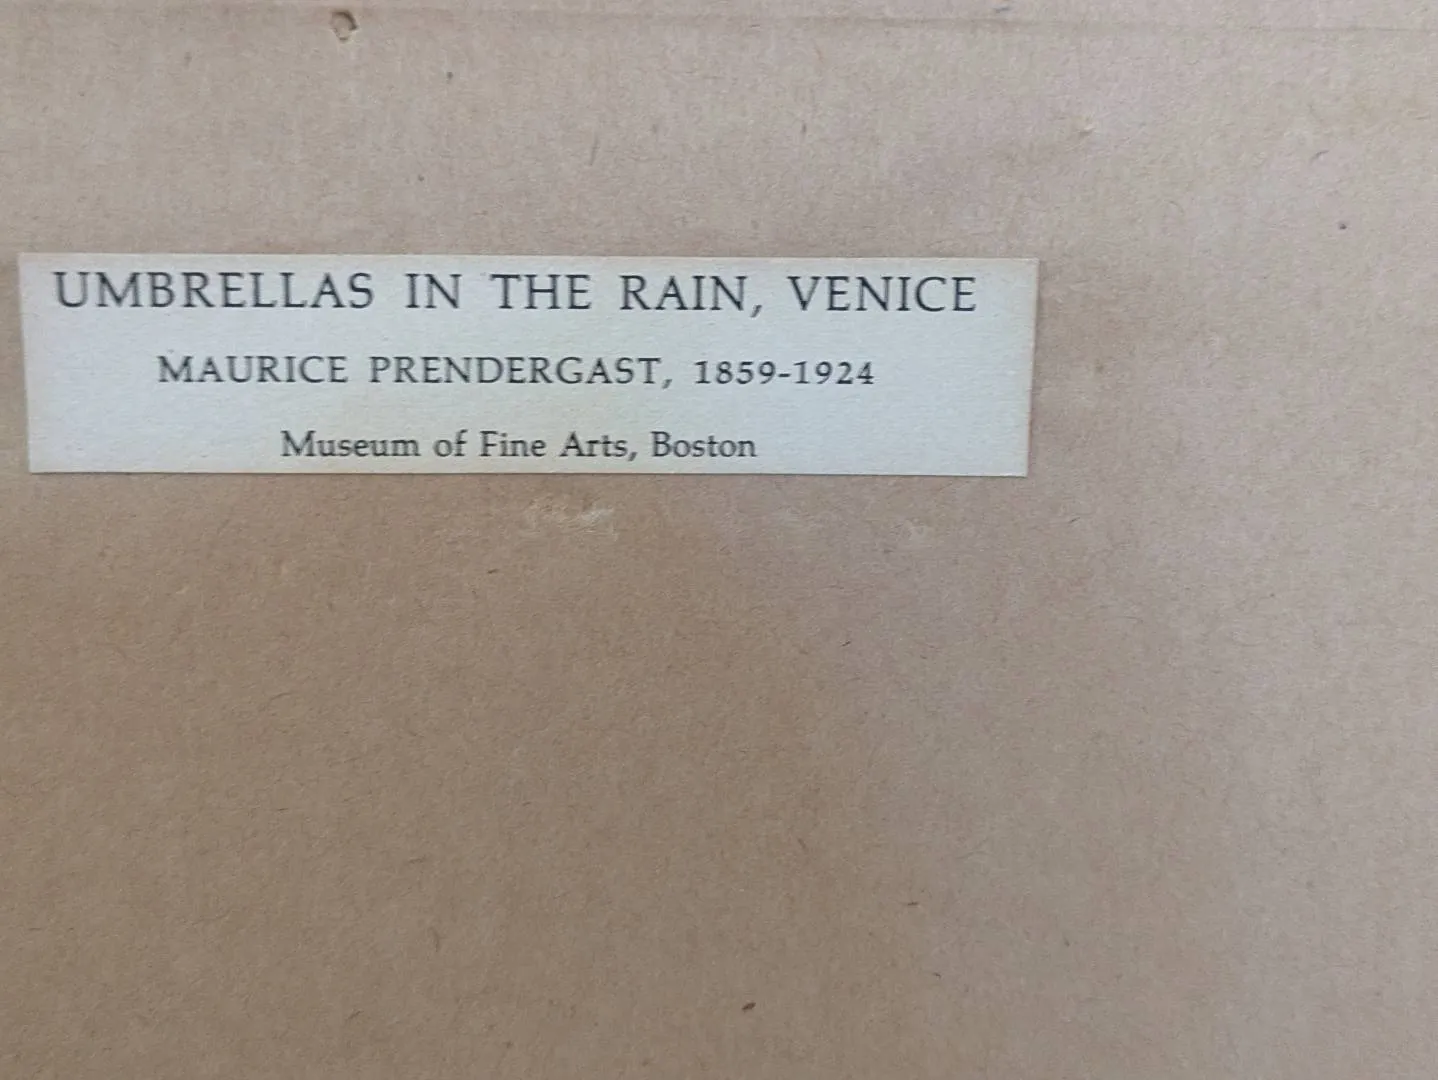 UMBRELLAS IN THE RAIN, VENICE
MAURICE PRENDERGAST, 1859-1924
Museum of Fine Arts, Boston